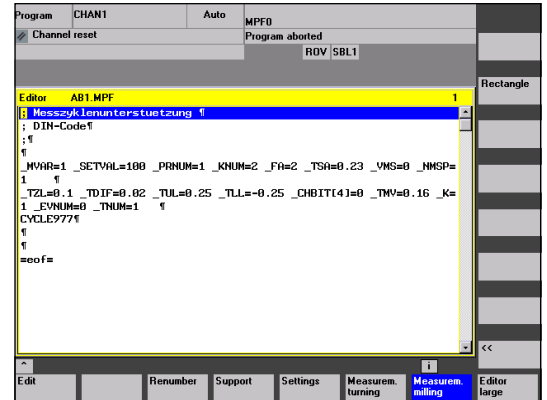 Program CHAN1 Auto MPF0
Channel reset Program aborted
ROV SBL1
Rectangle
Editor AB1.MPF 1
; Messzyklenunterstuetzung ¶
; DIN-Code¶
;¶
¶
_MVAR=1 _SETVAL=100 _PRNUM=1 _KNUM=2 _FA=2 _TSA=0.23 _VMS=0 _NMSP=
1 ¶
_TZL=0.1 _TDIF=0.02 _TUL=0.25 _TLL=-0.25 _CHBIT[4]=0 _TMV=0.16 _K=
1 _EVNUM=0 _TNUM=1 ¶
CYCLE977¶
¶
¶
=eof=
<<
^ i
Edit Renumber Support Settings Measurem. turning Measurem. milling Editor large